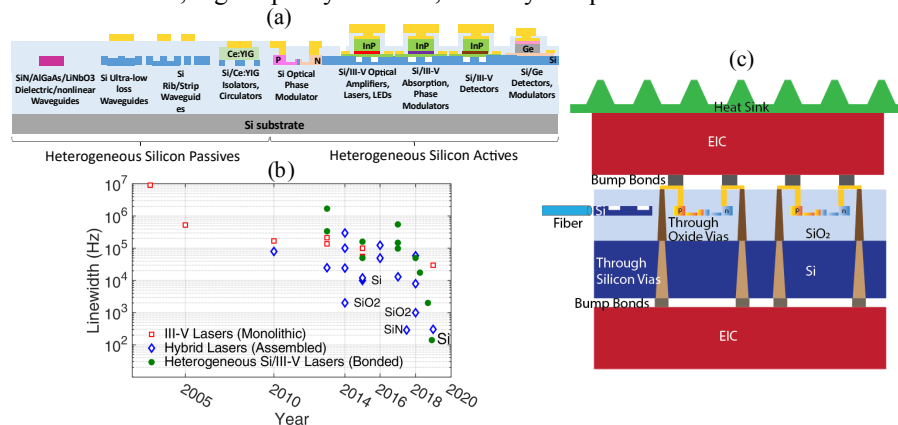 (a)
InP
InP
InP
Ce:YIG
P
N
Ge
Si
SiN/AlGaAs/LiNbO3
Dielectric/nonlinear
Waveguides
Si Ultra-low
loss
Waveguides
Si
Rib/Strip
Waveguid
es
Si/Ce:YIG
Isolators,
Circulators
Si Optical
Phase
Modulator
Si/III-V Optical
Amplifiers,
Lasers, LEDs
Si/III-V
Absorption,
Phase
Modulators
Si/III-V
Detectors
Si/Ge
Detectors,
Modulators
Si substrate
Heterogeneous Silicon Passives
Heterogeneous Silicon Actives
(b)
Linewidth (Hz)
10^7
10^6
10^5
10^4
10^3
10^2
Si
SiO2
SiO2
SiN
Si
III-V Lasers (Monolithic)
Hybrid Lasers (Assembled)
Heterogeneous Si/III-V Lasers (Bonded)
2005
2010
2014
2016
2018
2020
Year
(c)
Heat Sink
EIC
Bump Bonds
Fiber
Si
p
n
p
n
Through
Oxide Vias
SiO₂
Through
Silicon Vias
Si
Bump Bonds
EIC